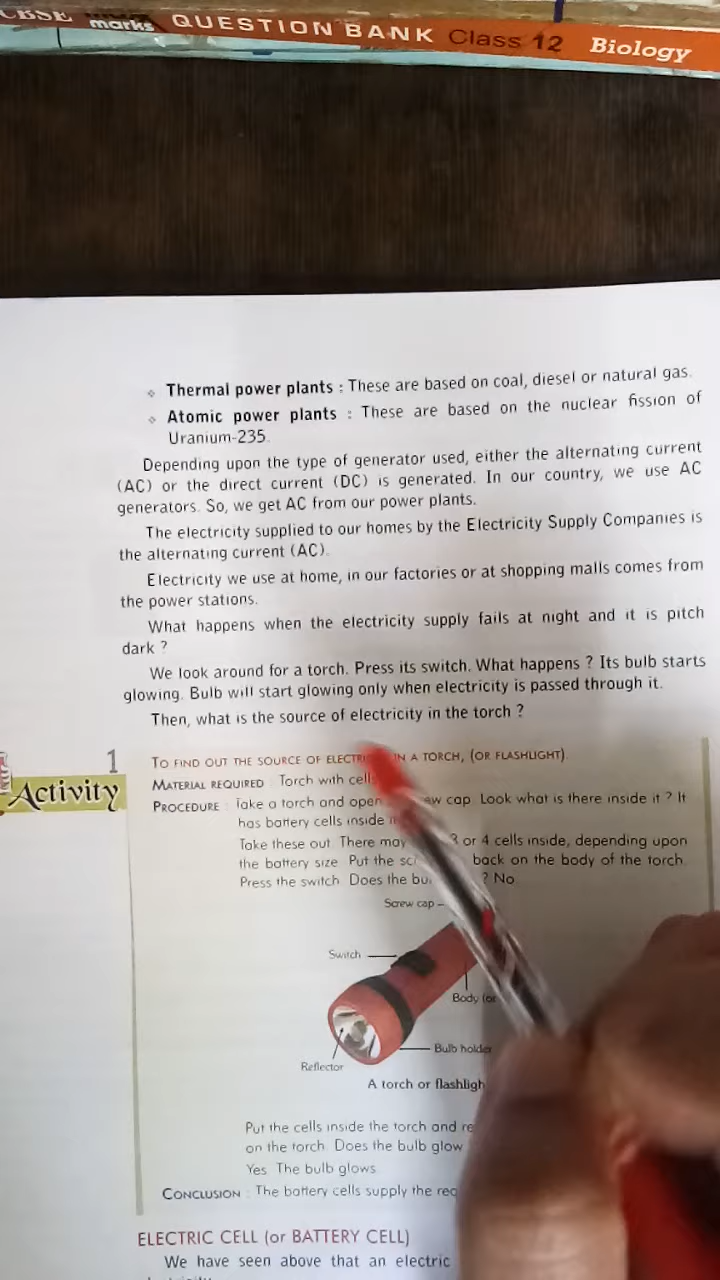 CBSE marks QUESTION BANK Class 12 Biology
❖ Thermal power plants : These are based on coal, diesel or natural gas.
❖ Atomic power plants : These are based on the nuclear fission of
Uranium-235.
Depending upon the type of generator used, either the alternating current
(AC) or the direct current (DC) is generated. In our country, we use AC
generators. So, we get AC from our power plants.
The electricity supplied to our homes by the Electricity Supply Companies is
the alternating current (AC).
Electricity we use at home, in our factories or at shopping malls comes from
the power stations.
What happens when the electricity supply fails at night and it is pitch
dark ?
We look around for a torch. Press its switch. What happens ? Its bulb starts
glowing. Bulb will start glowing only when electricity is passed through it.
Then, what is the source of electricity in the torch ?
Activity 1
TO FIND OUT THE SOURCE OF IN A TORCH, (OR FLASHLIGHT)
MATERIAL REQUIRED : Torch with
PROCEDURE : Take a torch and open cap. Look what is there inside it ? It
has battery cells inside
Take these out. There may 3 or 4 cells inside, depending upon
the battery size. Put the back on the body of the torch.
Press the switch. Does the ? No
Screw cap
Switch
Body
Bulb holder
Reflector
A torch or
Put the cells inside the torch and
on the torch. Does the bulb glow
Yes. The bulb glows.
CONCLUSION : The battery cells supply the
ELECTRIC CELL (or BATTERY CELL)
We have seen above that an electric